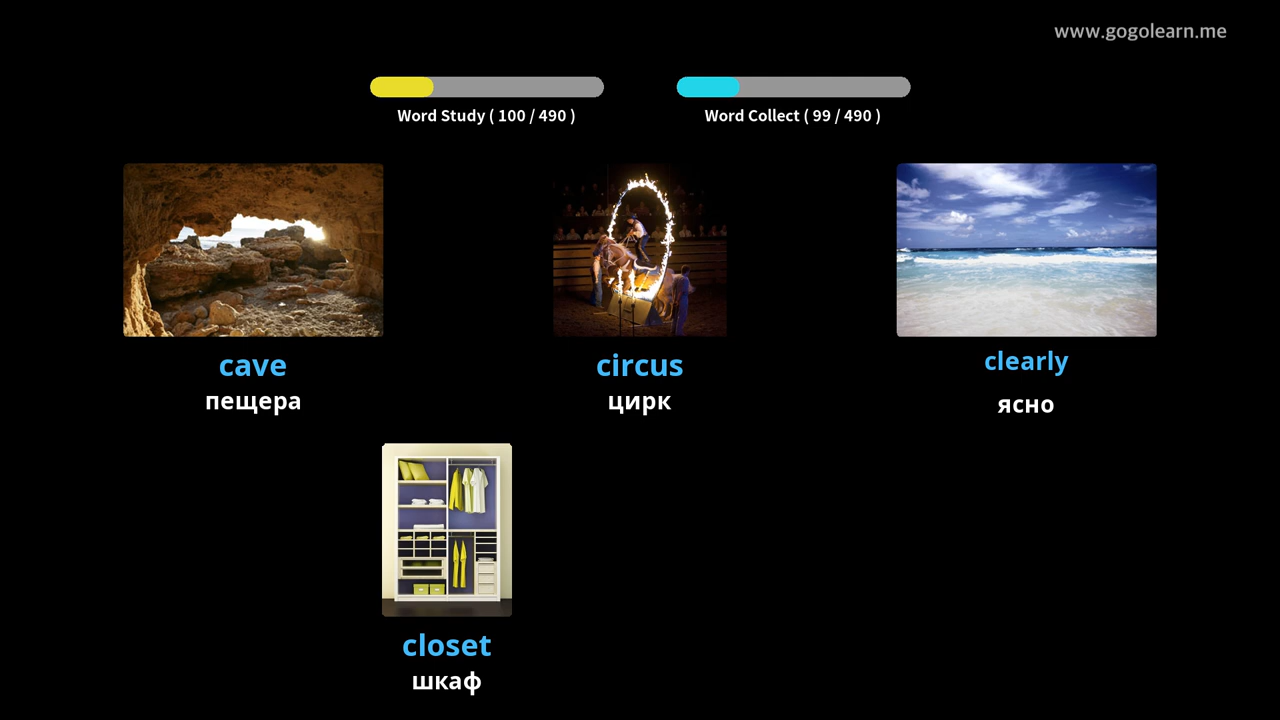 www.gogolearn.me
Word Study ( 100 / 490 )
Word Collect ( 99 / 490 )
cave
пещера
circus
цирк
clearly
ясно
closet
шкаф